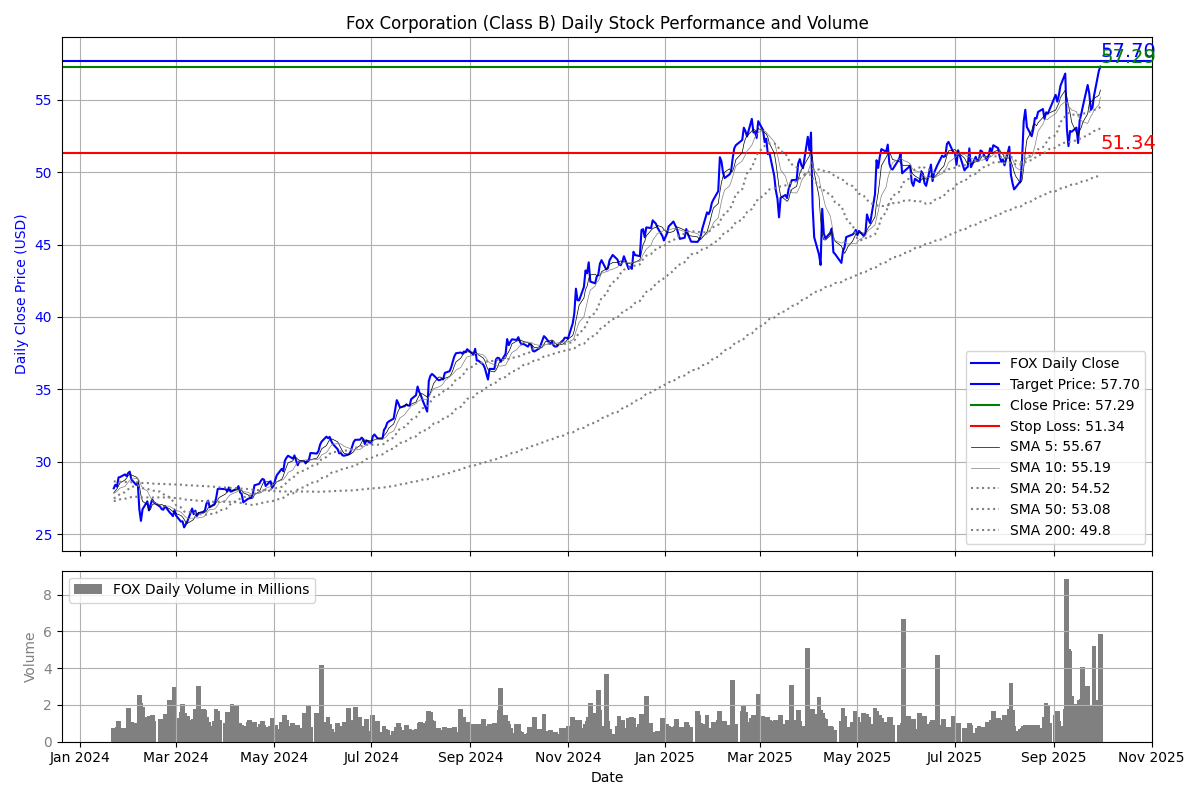 Fox Corporation (Class B) Daily Stock Performance and Volume
57.70
57.29
51.34
Daily Close Price (USD)
55
50
45
40
35
30
25
FOX Daily Close
Target Price: 57.70
Close Price: 57.29
Stop Loss: 51.34
SMA 5: 55.67
SMA 10: 55.19
SMA 20: 54.52
SMA 50: 53.08
SMA 200: 49.8
FOX Daily Volume in Millions
Volume
8
6
4
2
0
Jan 2024 Mar 2024 May 2024 Jul 2024 Sep 2024 Nov 2024 Jan 2025 Mar 2025 May 2025 Jul 2025 Sep 2025 Nov 2025
Date